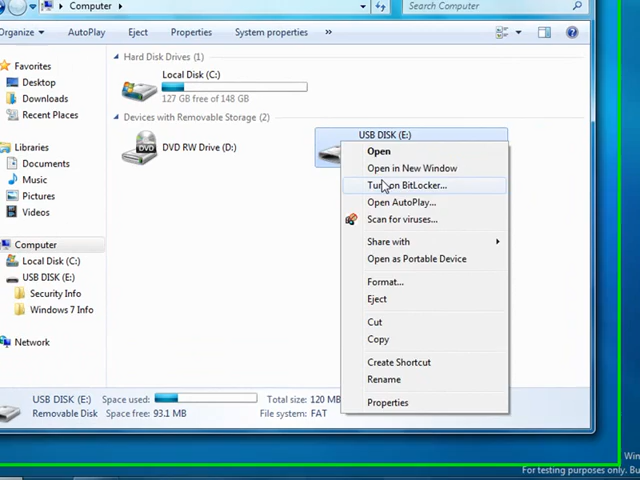 Computer
Search Computer
Organize
AutoPlay
Eject
Properties
System properties
»
Favorites
Desktop
Downloads
Recent Places
Libraries
Documents
Music
Pictures
Videos
Computer
Local Disk (C:)
USB DISK (E:)
Security Info
Windows 7 Info
Network
Hard Disk Drives (1)
Local Disk (C:)
127 GB free of 148 GB
Devices with Removable Storage (2)
DVD
DVD RW Drive (D:)
USB DISK (E:)
Open
Open in New Window
Turn on BitLocker...
Open AutoPlay...
Scan for viruses...
Share with
Open as Portable Device
Format...
Eject
Cut
Copy
Create Shortcut
Rename
Properties
USB DISK (E:) Space used: Total size: 120 MB
Removable Disk Space free: 93.1 MB File system: FAT
Win
For testing purposes only. Bu